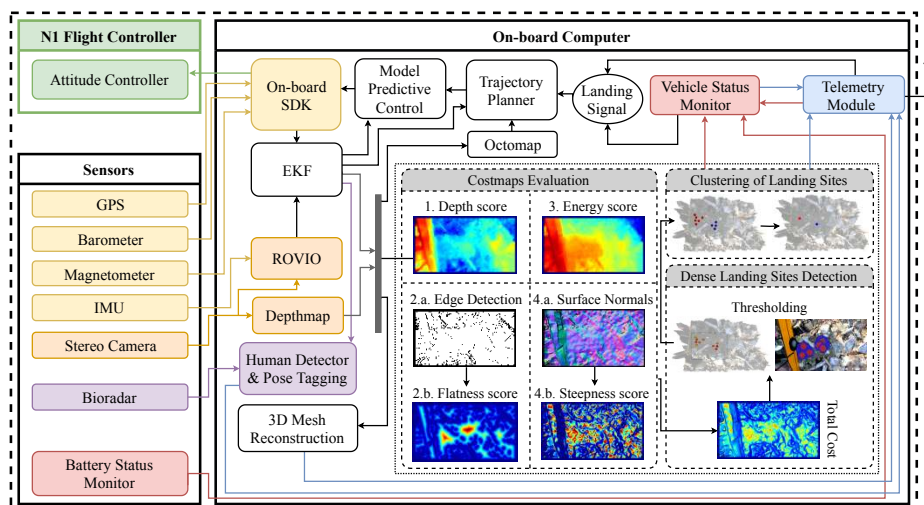 N1 Flight Controller
Attitude Controller
Sensors
GPS
Barometer
Magnetometer
IMU
Stereo Camera
Bioradar
Battery Status
Monitor
On-board Computer
On-board
SDK
Model
Predictive
Control
Trajectory
Planner
Landing
Signal
Vehicle Status
Monitor
Telemetry
Module
Octomap
EKF
ROVIO
Depthmap
Human Detector
& Pose Tagging
3D Mesh
Reconstruction
Costmaps Evaluation
1. Depth score
3. Energy score
2.a. Edge Detection
4.a. Surface Normals
2.b. Flatness score
4.b. Steepness score
Clustering of Landing Sites
Dense Landing Sites Detection
Thresholding
Total Cost